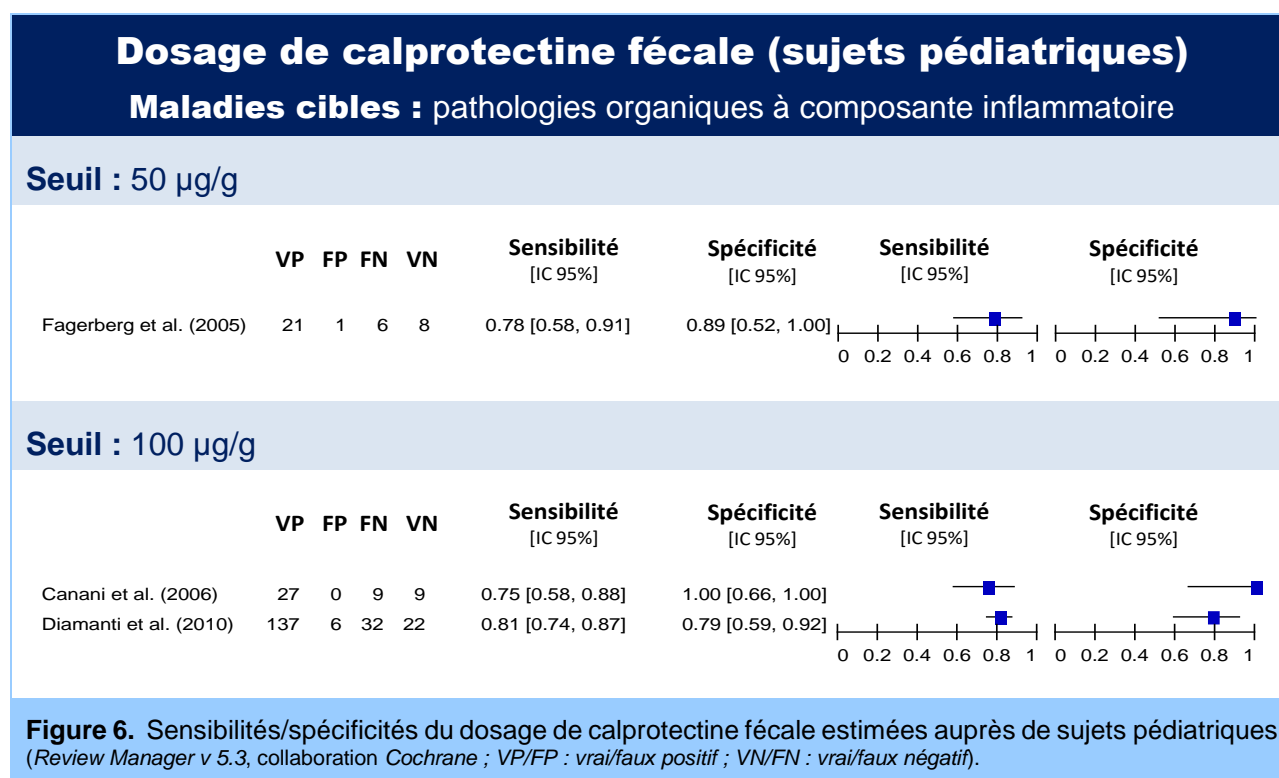 Dosage de calprotectine fécale (sujets pédiatriques)
Maladies cibles : pathologies organiques à composante inflammatoire
Seuil : 50 µg/g
VP FP FN VN Sensibilité Spécificité Sensibilité Spécificité
[IC 95%] [IC 95%] [IC 95%] [IC 95%]
Fagerberg et al. (2005) 21 1 6 8 0.78 [0.58, 0.91] 0.89 [0.52, 1.00]
0 0.2 0.4 0.6 0.8 1 0 0.2 0.4 0.6 0.8 1
Seuil : 100 µg/g
VP FP FN VN Sensibilité Spécificité Sensibilité Spécificité
[IC 95%] [IC 95%] [IC 95%] [IC 95%]
Canani et al. (2006) 27 0 9 9 0.75 [0.58, 0.88] 1.00 [0.66, 1.00]
Diamanti et al. (2010) 137 6 32 22 0.81 [0.74, 0.87] 0.79 [0.59, 0.92]
0 0.2 0.4 0.6 0.8 1 0 0.2 0.4 0.6 0.8 1
Figure 6. Sensibilités/spécificités du dosage de calprotectine fécale estimées auprès de sujets pédiatriques
(Review Manager v 5.3, collaboration Cochrane ; VP/FP : vrai/faux positif ; VN/FN : vrai/faux négatif).